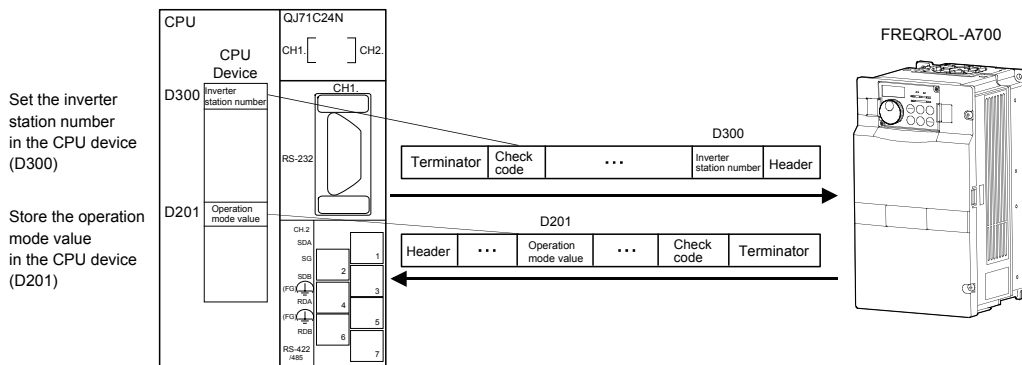 CPU
QJ71C24N
CH1.
CH2.
FREQROL-A700
CPU
Device
Set the inverter
station number
in the CPU device
(D300)
D300
Inverter
station number
CH1.
RS-232
D300
Terminator
Check
code
...
Inverter
station number
Header
Store the operation
mode value
in the CPU device
(D201)
D201
Operation
mode value
D201
Header
...
Operation
mode value
...
Check
code
Terminator
CH.2
SDA
SG
SDB
(FG)
RDA
(FG)
RDB
RS-422
/485
1
2
3
4
5
6
7